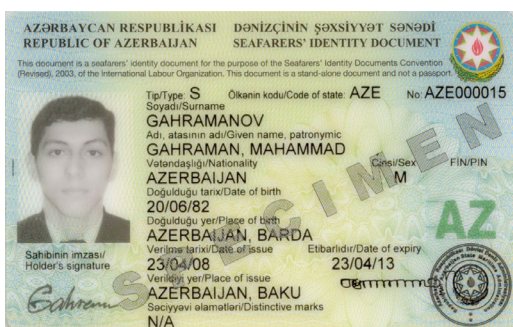 AZƏRBAYCAN RESPUBLİKASI DƏNİZÇİNİN ŞƏXSİYYƏT SƏNƏDİ
REPUBLIC OF AZERBAIJAN SEAFARERS' IDENTITY DOCUMENT
This document is a seafarers' identity document for the purpose of the Seafarers' Identity Documents Convention
(Revised), 2003, of the International Labour Organization. This document is a stand-alone document and not a passport.
Tip/Type: S Ölkənin kodu/Code of state: AZE No: AZE000015
Soyadı/Surname
GAHRAMANOV
Adı, atasının adı/Given name, patronymic
GAHRAMAN, MAHAMMAD
Vətəndaşlığı/Nationality Cinsi/Sex FİN/PIN
AZERBAIJAN M
Doğulduğu tarix/Date of birth
20/06/82
Doğulduğu yer/Place of birth
AZERBAIJAN, BARDA
AZ
Verilmə tarixi/Date of issue Etibarlıdır/Date of expiry
23/04/08 23/04/13
Sahibinin imzası/
Holder's signature
Verildiyi yer/Place of issue
AZERBAIJAN, BAKU
Səciyyəvi əlamətləri/Distinctive marks
N/A
SPECIMEN